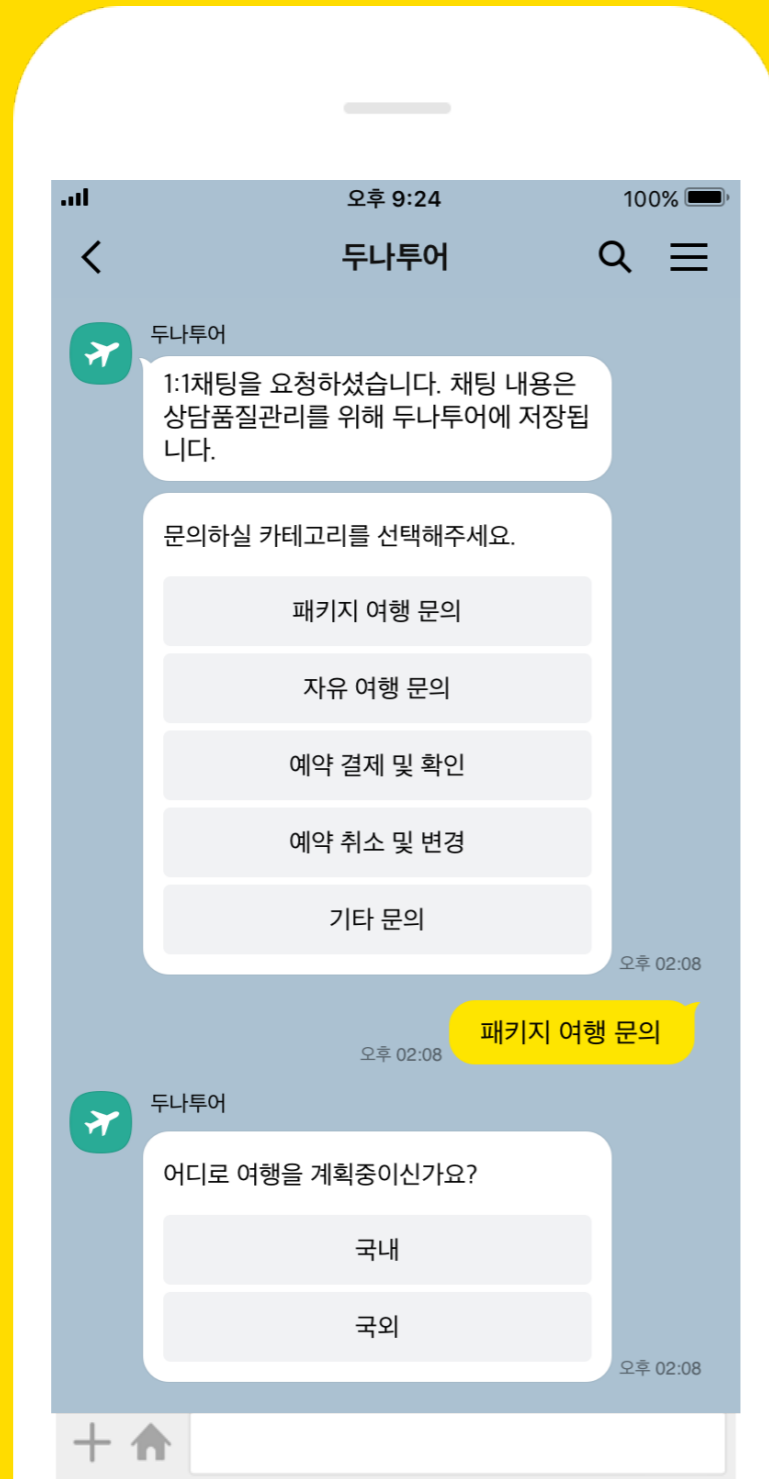 오후 9:24
100%
두나투어
두나투어
1:1채팅을 요청하셨습니다. 채팅 내용은
상담품질관리를 위해 두나투어에 저장됩
니다.
문의하실 카테고리를 선택해주세요.
패키지 여행 문의
자유 여행 문의
예약 결제 및 확인
예약 취소 및 변경
기타 문의
오후 02:08
패키지 여행 문의
오후 02:08
두나투어
어디로 여행을 계획중이신가요?
국내
국외
오후 02:08